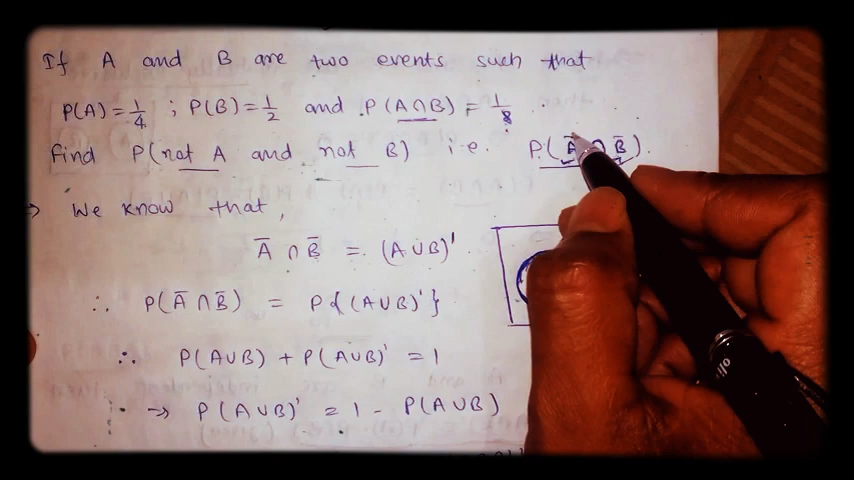 If A and B are two events such that
P(A) = 1/4 ; P(B) = 1/2 and P(A∩B) = 1/8 .
Find P(not A and not B) i.e. P(A̅ ∩ B̅).
⇒ We know that,
A̅ ∩ B̅ = (A∪B)'
∴ P(A̅ ∩ B̅) = P{(A∪B)'}
∴ P(A∪B) + P(A∪B)' = 1
∴ → P(A∪B)' = 1 - P(A∪B)